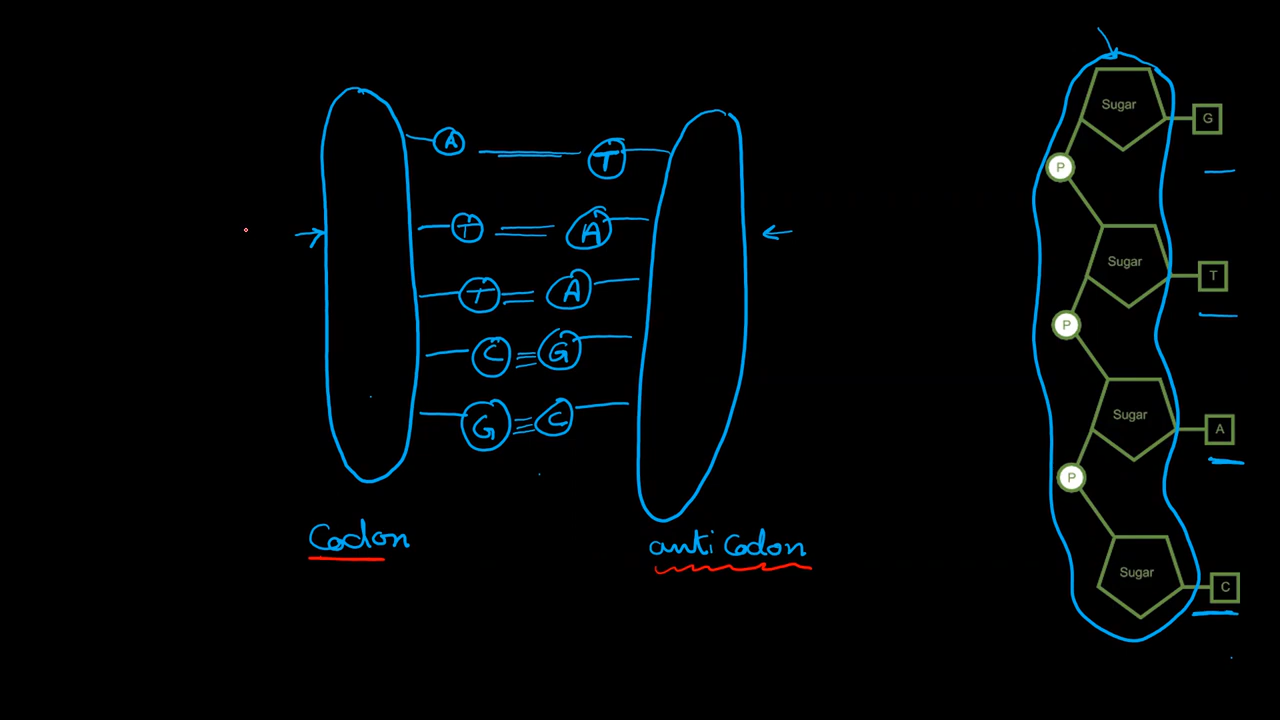 A T
T A
T A
C G
G C
Codon
anti Codon
Sugar
G
P
Sugar
T
P
Sugar
A
P
Sugar
C